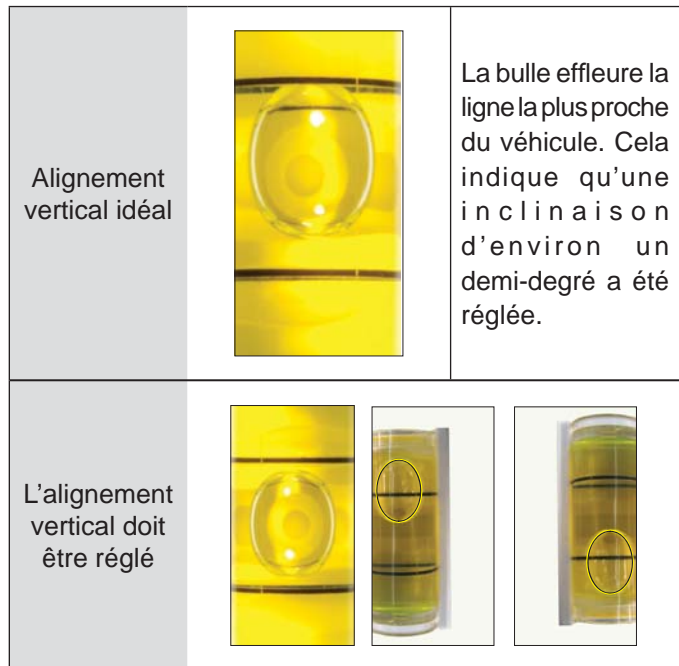 Alignement
vertical idéal
La bulle effleure la
ligne la plus proche
du véhicule. Cela
indique qu'une
inclinaison
d'environ un
demi-degré a été
réglée.
L'alignement
vertical doit
être réglé